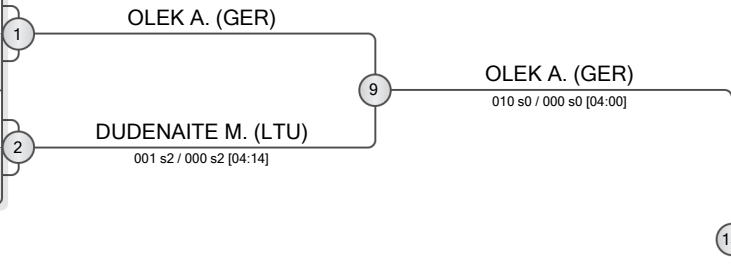 OLEK A. (GER)
1
9
OLEK A. (GER)
010 s0 / 000 s0 [04:00]
DUDENAITE M. (LTU)
2
001 s2 / 000 s2 [04:14]